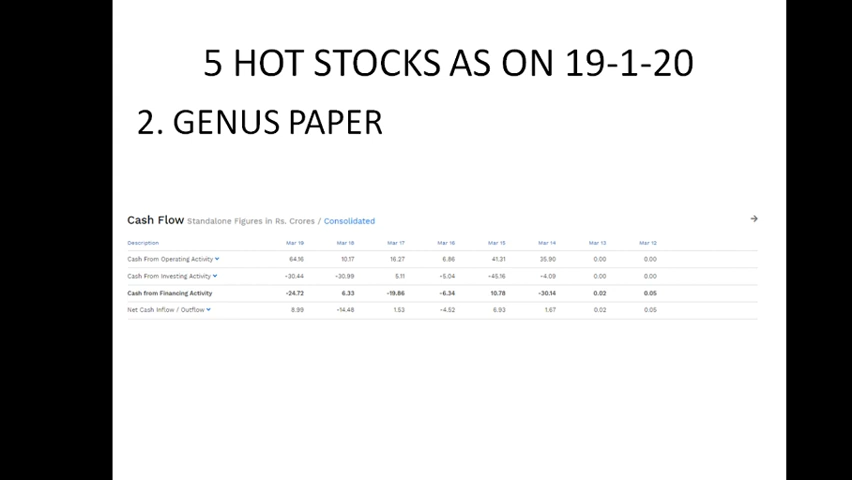 5 HOT STOCKS AS ON 19-1-20
2. GENUS PAPER
Cash Flow Standalone Figures in Rs. Crores / Consolidated
Description Mar 19 Mar 18 Mar 17 Mar 16 Mar 15 Mar 14 Mar 13 Mar 12
Cash From Operating Activity 64.16 10.17 16.27 6.86 41.31 35.90 0.00 0.00
Cash From Investing Activity -30.44 -30.99 5.11 -5.04 -45.16 -4.09 0.00 0.00
Cash from Financing Activity -24.72 6.33 -19.86 -6.34 10.78 -30.14 0.02 0.05
Net Cash Inflow / Outflow 8.99 -14.48 1.53 -4.52 6.93 1.67 0.02 0.05